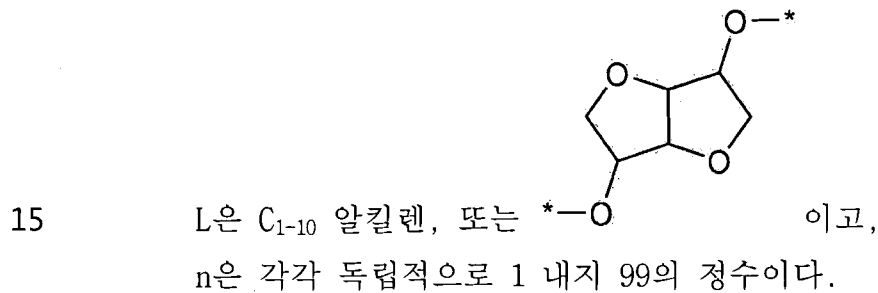 O—*
O
O
15 L은 C₁₋₁₀ 알킬렌, 또는 *—O 이고,
n은 각각 독립적으로 1 내지 99의 정수이다.